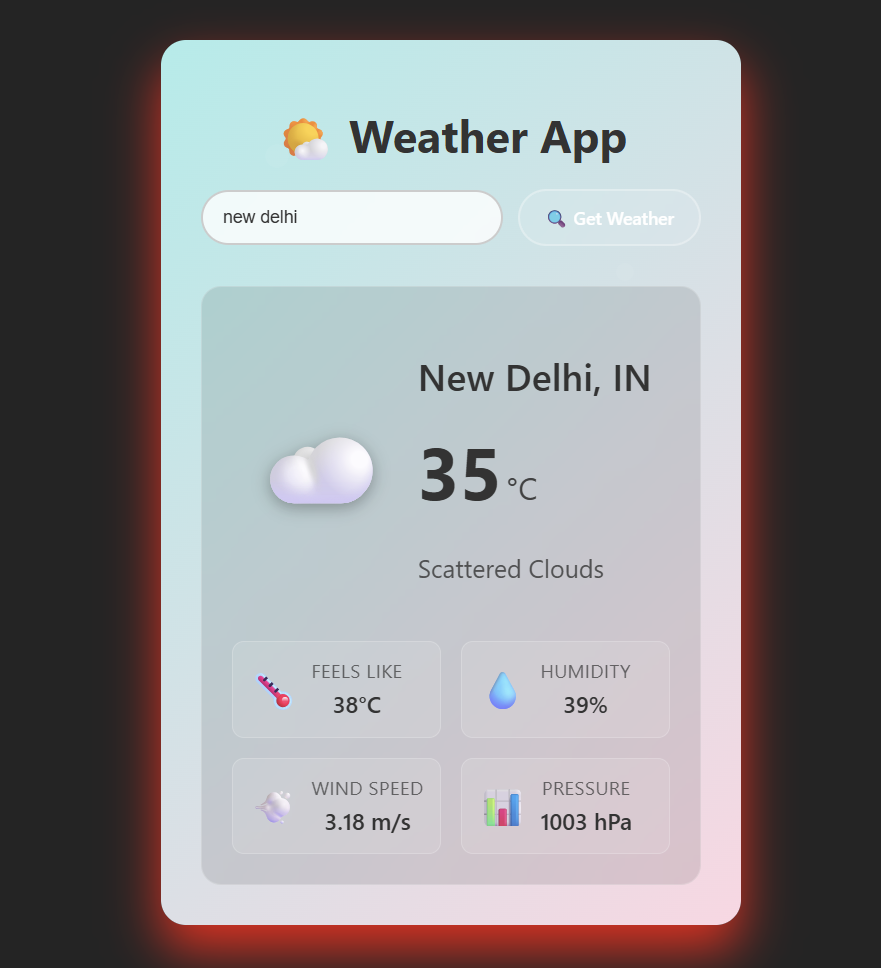 Weather App
new delhi
Get Weather
New Delhi, IN
35 °C
Scattered Clouds
FEELS LIKE
38°C
HUMIDITY
39%
WIND SPEED
3.18 m/s
PRESSURE
1003 hPa